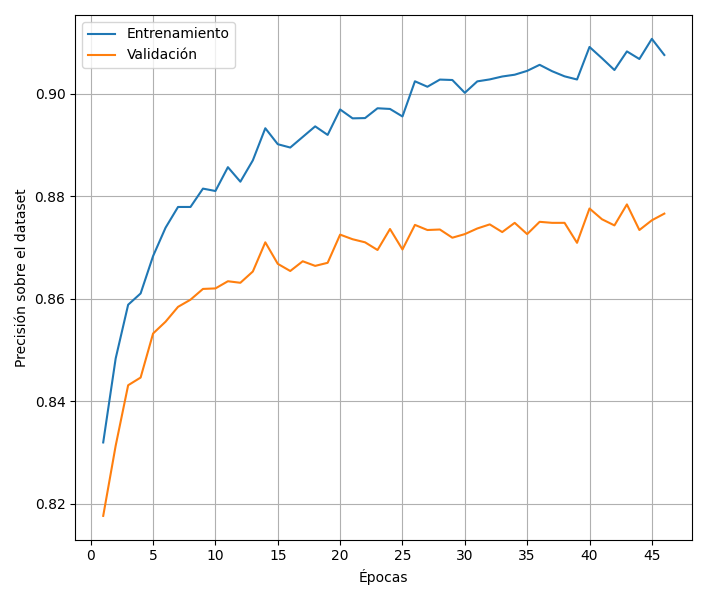 Entrenamiento
Validación
Precisión sobre el dataset
0.90
0.88
0.86
0.84
0.82
0 5 10 15 20 25 30 35 40 45
Épocas